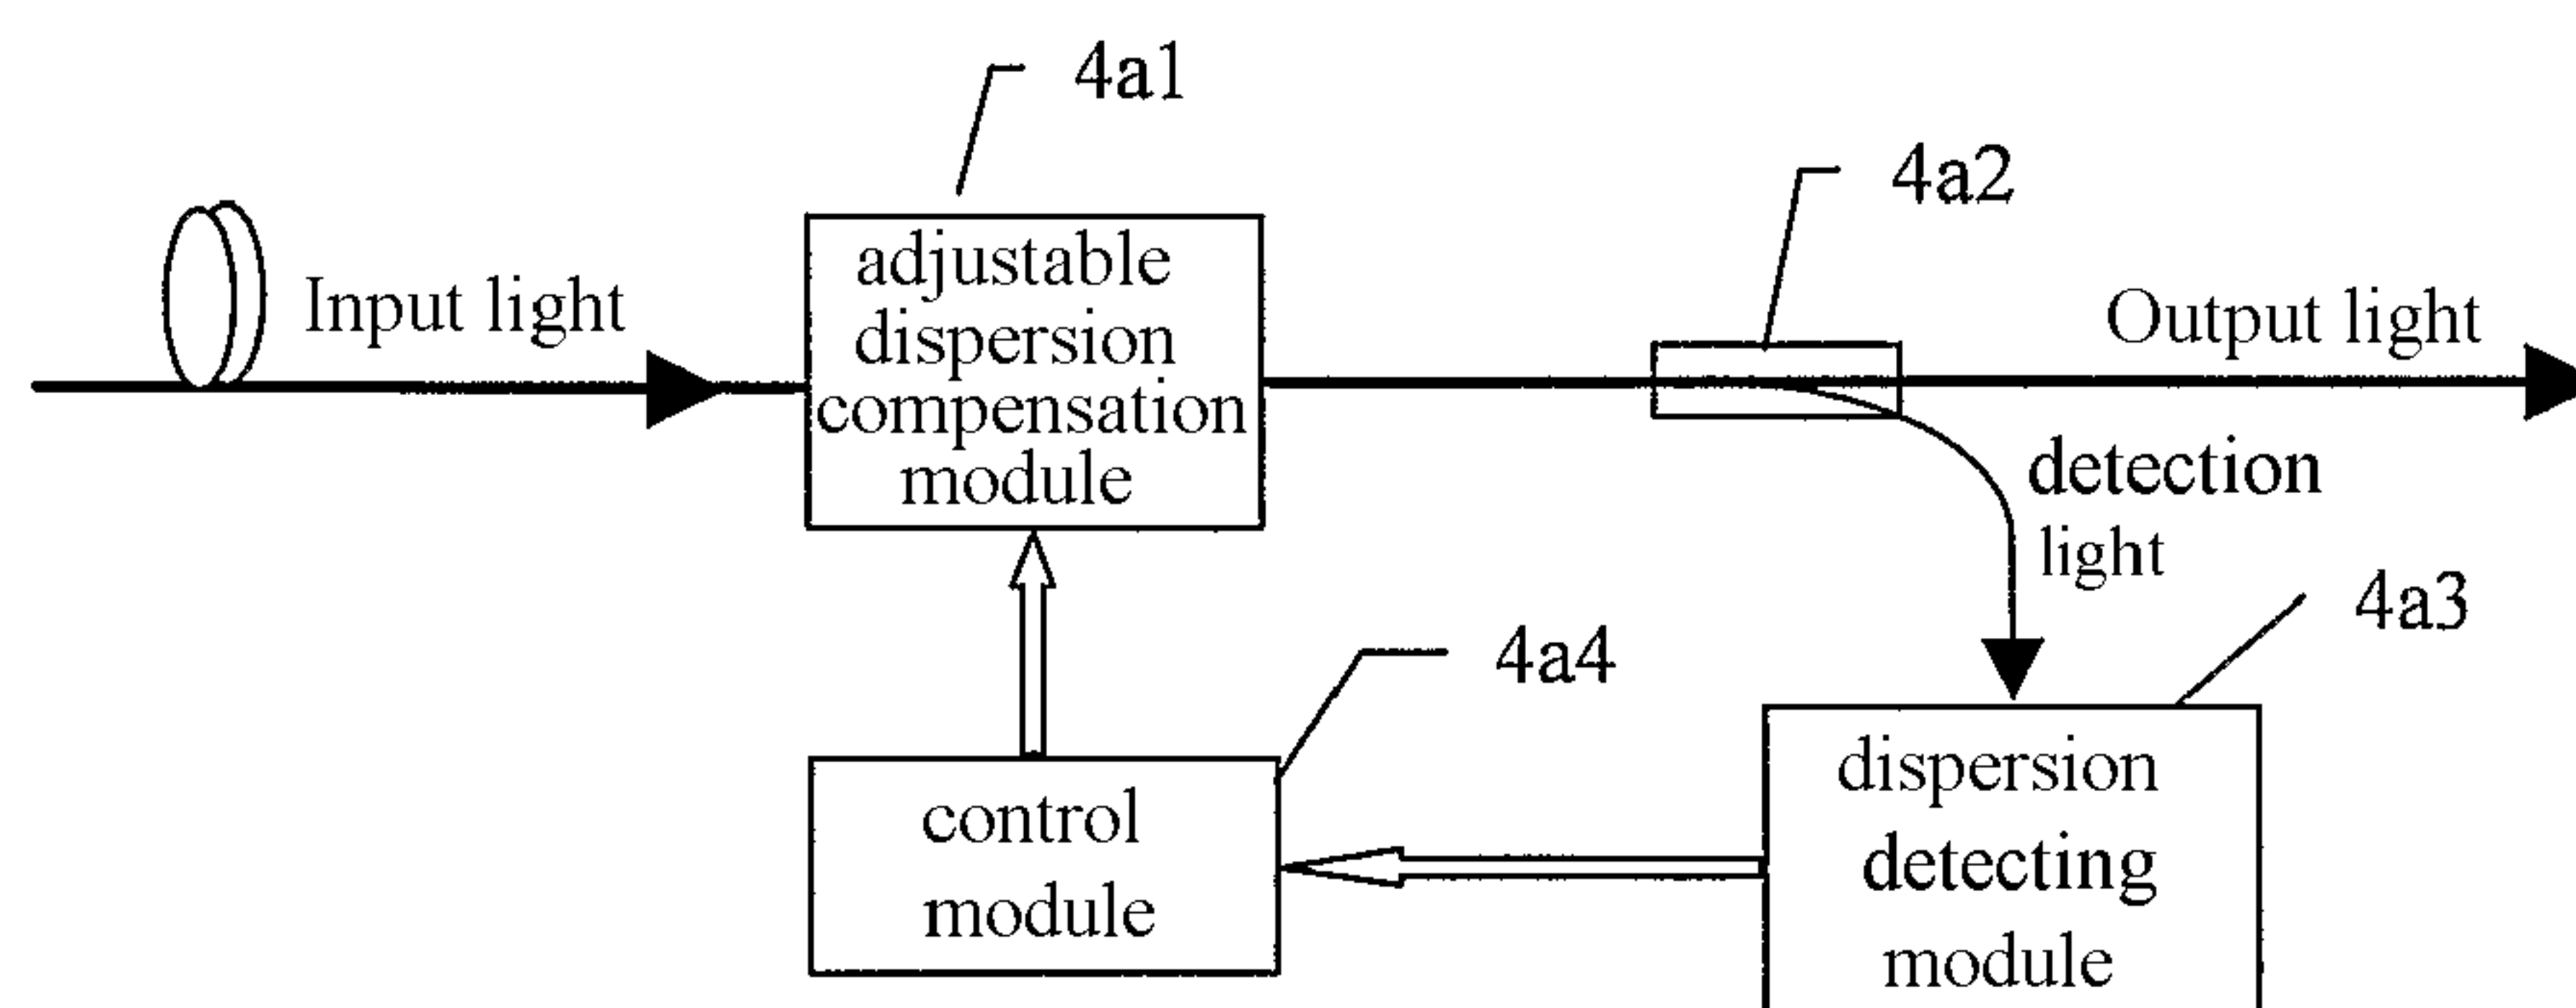 4a1
4a2
Input light
adjustable
dispersion
compensation
module
Output light
detection
light
4a3
4a4
control
module
dispersion
detecting
module